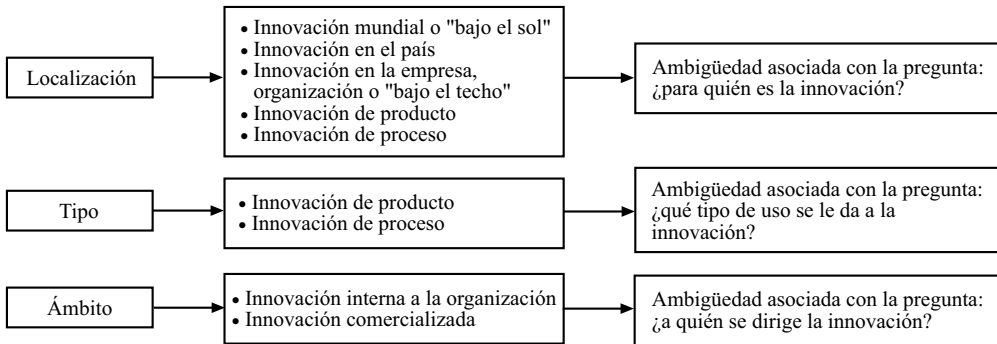 Localización
• Innovación mundial o "bajo el sol"
• Innovación en el país
• Innovación en la empresa,
organización o "bajo el techo"
• Innovación de producto
• Innovación de proceso
Ambigüedad asociada con la pregunta:
¿para quién es la innovación?
Tipo
• Innovación de producto
• Innovación de proceso
Ambigüedad asociada con la pregunta:
¿qué tipo de uso se le da a la
innovación?
Ámbito
• Innovación interna a la organización
• Innovación comercializada
Ambigüedad asociada con la pregunta:
¿a quién se dirige la innovación?